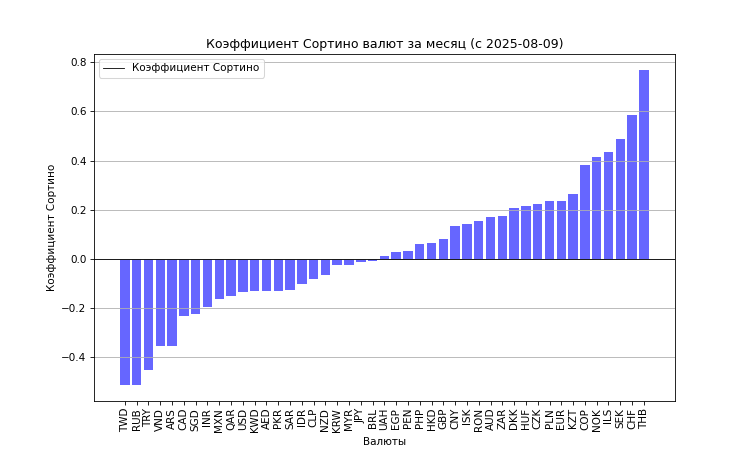 Коэффициент Сортино валют за месяц (с 2025-08-09)
Коэффициент Сортино
Коэффициент Сортино
0.8
0.6
0.4
0.2
0.0
−0.2
−0.4
TWD RUB TRY VND ARS CAD SGD INR MXN QAR USD KWD AED PKR SAR IDR CLP NZD KRW MYR JPY BRL UAH EGP PEN PHP HKD GBP CNY ISK RON AUD ZAR DKK HUF CZK PLN EUR KZT COP NOK ILS SEK CHF THB
Валюты